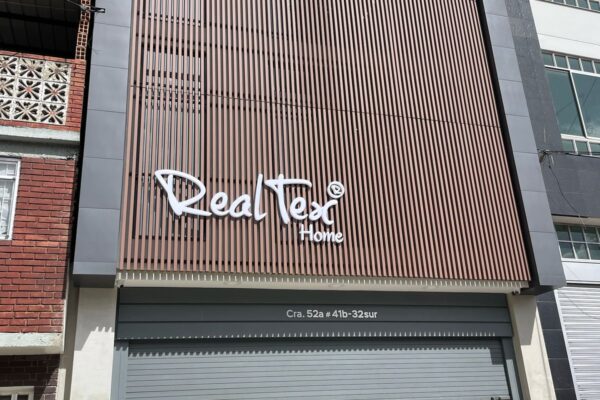 RealTex
Home
Cra. 52a # 41b-32sur